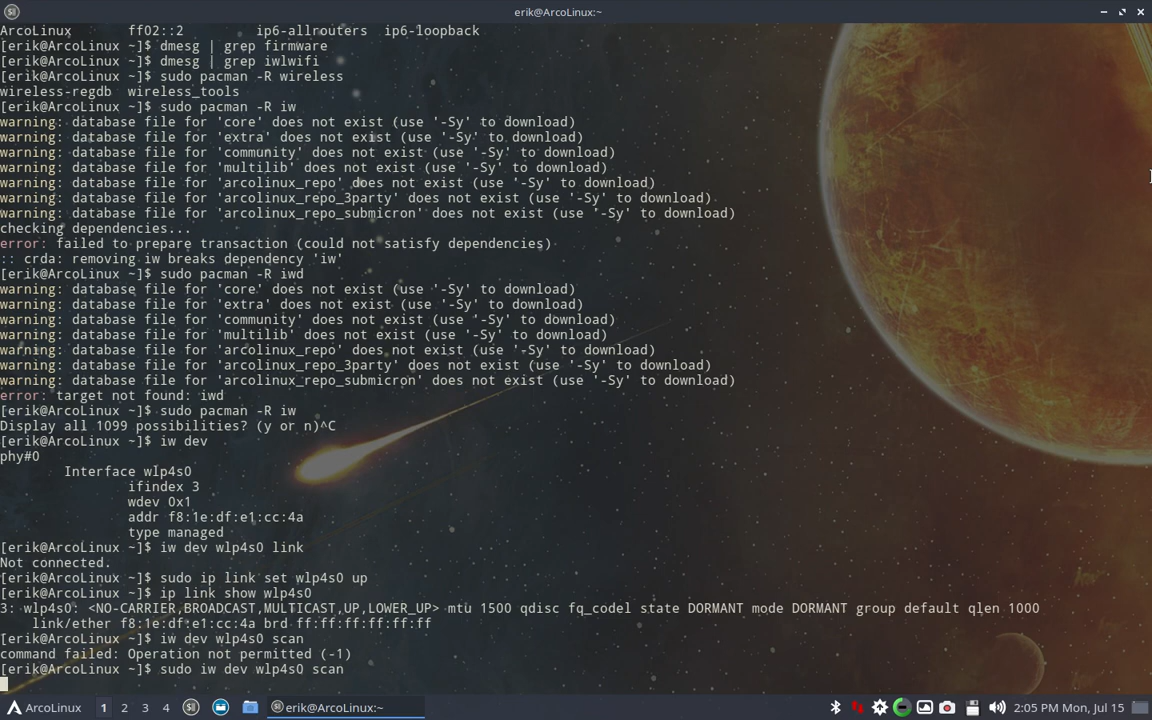 erik@ArcoLinux:~
ArcoLinux       ff02::2         ip6-allrouters  ip6-loopback
[erik@ArcoLinux ~]$ dmesg | grep firmware
[erik@ArcoLinux ~]$ dmesg | grep iwlwifi
[erik@ArcoLinux ~]$ sudo pacman -R wireless
wireless-regdb  wireless_tools
[erik@ArcoLinux ~]$ sudo pacman -R iw
warning: database file for 'core' does not exist (use '-Sy' to download)
warning: database file for 'extra' does not exist (use '-Sy' to download)
warning: database file for 'community' does not exist (use '-Sy' to download)
warning: database file for 'multilib' does not exist (use '-Sy' to download)
warning: database file for 'arcolinux_repo' does not exist (use '-Sy' to download)
warning: database file for 'arcolinux_repo_3party' does not exist (use '-Sy' to download)
warning: database file for 'arcolinux_repo_submicron' does not exist (use '-Sy' to download)
checking dependencies...
error: failed to prepare transaction (could not satisfy dependencies)
:: crda: removing iw breaks dependency 'iw'
[erik@ArcoLinux ~]$ sudo pacman -R iwd
warning: database file for 'core' does not exist (use '-Sy' to download)
warning: database file for 'extra' does not exist (use '-Sy' to download)
warning: database file for 'community' does not exist (use '-Sy' to download)
warning: database file for 'multilib' does not exist (use '-Sy' to download)
warning: database file for 'arcolinux_repo' does not exist (use '-Sy' to download)
warning: database file for 'arcolinux_repo_3party' does not exist (use '-Sy' to download)
warning: database file for 'arcolinux_repo_submicron' does not exist (use '-Sy' to download)
error: target not found: iwd
[erik@ArcoLinux ~]$ sudo pacman -R iw
Display all 1099 possibilities? (y or n)^C
[erik@ArcoLinux ~]$ iw dev
phy#0
        Interface wlp4s0
                ifindex 3
                wdev 0x1
                addr f8:1e:df:e1:cc:4a
                type managed
[erik@ArcoLinux ~]$ iw dev wlp4s0 link
Not connected.
[erik@ArcoLinux ~]$ sudo ip link set wlp4s0 up
[erik@ArcoLinux ~]$ ip link show wlp4s0
3: wlp4s0: <NO-CARRIER,BROADCAST,MULTICAST,UP,LOWER_UP> mtu 1500 qdisc fq_codel state DORMANT mode DORMANT group default qlen 1000
    link/ether f8:1e:df:e1:cc:4a brd ff:ff:ff:ff:ff:ff
[erik@ArcoLinux ~]$ iw dev wlp4s0 scan
command failed: Operation not permitted (-1)
[erik@ArcoLinux ~]$ sudo iw dev wlp4s0 scan
ArcoLinux 1 2 3 4 erik@ArcoLinux:~ 2:05 PM Mon, Jul 15